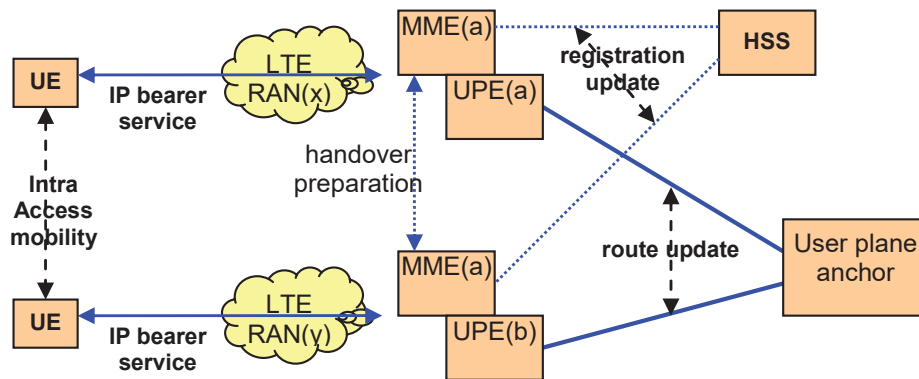 MME(a)
HSS
LTE
registration
update
UE
RAN(x)
UPE(a)
IP bearer
service
handover
preparation
Intra
Access
mobility
route update
User plane
anchor
MME(a)
LTE
UE
RAN(y)
UPE(b)
IP bearer
service